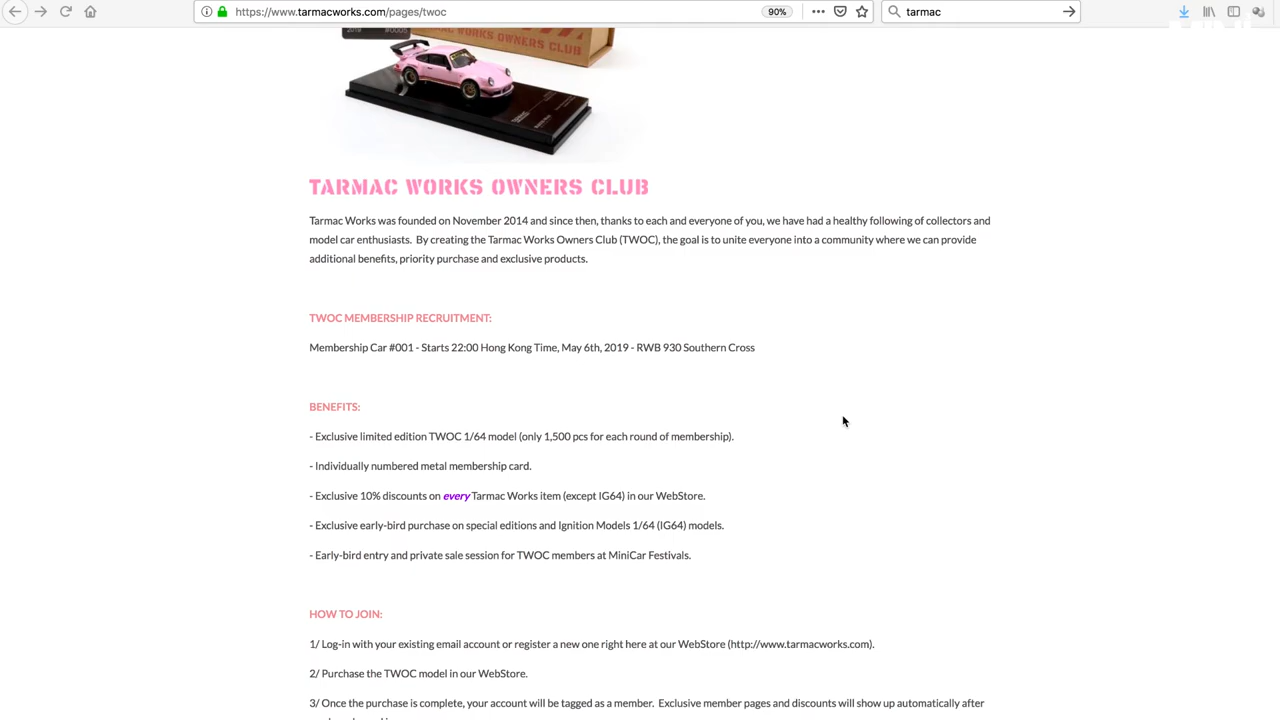 https://www.tarmacworks.com/pages/twoc
90%
tarmac
2019 #0005
TARMAC WORKS OWNERS CLUB
TARMAC WORKS OWNERS CLUB
Tarmac Works was founded on November 2014 and since then, thanks to each and everyone of you, we have had a healthy following of collectors and
model car enthusiasts. By creating the Tarmac Works Owners Club (TWOC), the goal is to unite everyone into a community where we can provide
additional benefits, priority purchase and exclusive products.
TWOC MEMBERSHIP RECRUITMENT:
Membership Car #001 - Starts 22:00 Hong Kong Time, May 6th, 2019 - RWB 930 Southern Cross
BENEFITS:
- Exclusive limited edition TWOC 1/64 model (only 1,500 pcs for each round of membership).
- Individually numbered metal membership card.
- Exclusive 10% discounts on every Tarmac Works item (except IG64) in our WebStore.
- Exclusive early-bird purchase on special editions and Ignition Models 1/64 (IG64) models.
- Early-bird entry and private sale session for TWOC members at MiniCar Festivals.
HOW TO JOIN:
1/ Log-in with your existing email account or register a new one right here at our WebStore (http://www.tarmacworks.com).
2/ Purchase the TWOC model in our WebStore.
3/ Once the purchase is complete, your account will be tagged as a member. Exclusive member pages and discounts will show up automatically after